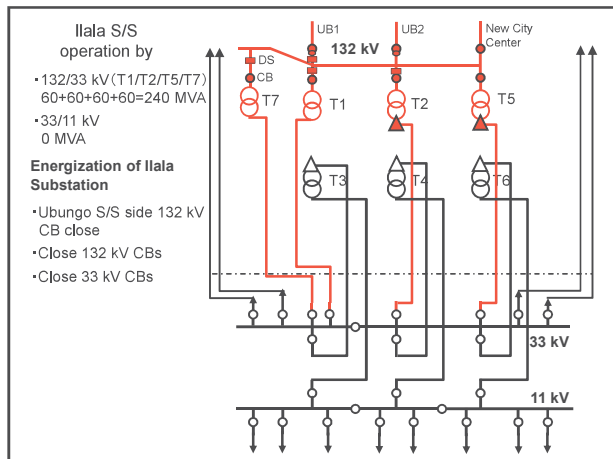 Ilala S/S
operation by
・132/33 kV(T1/T2/T5/T7)
60+60+60+60=240 MVA
・33/11 kV
0 MVA
Energization of Ilala
Substation
・Ubungo S/S side 132 kV
CB close
・Close 132 kV CBs
・Close 33 kV CBs
UB1
UB2
New City
Center
132 kV
DS
CB
T7
T1
T2
T5
T3
T4
T6
33 kV
11 kV